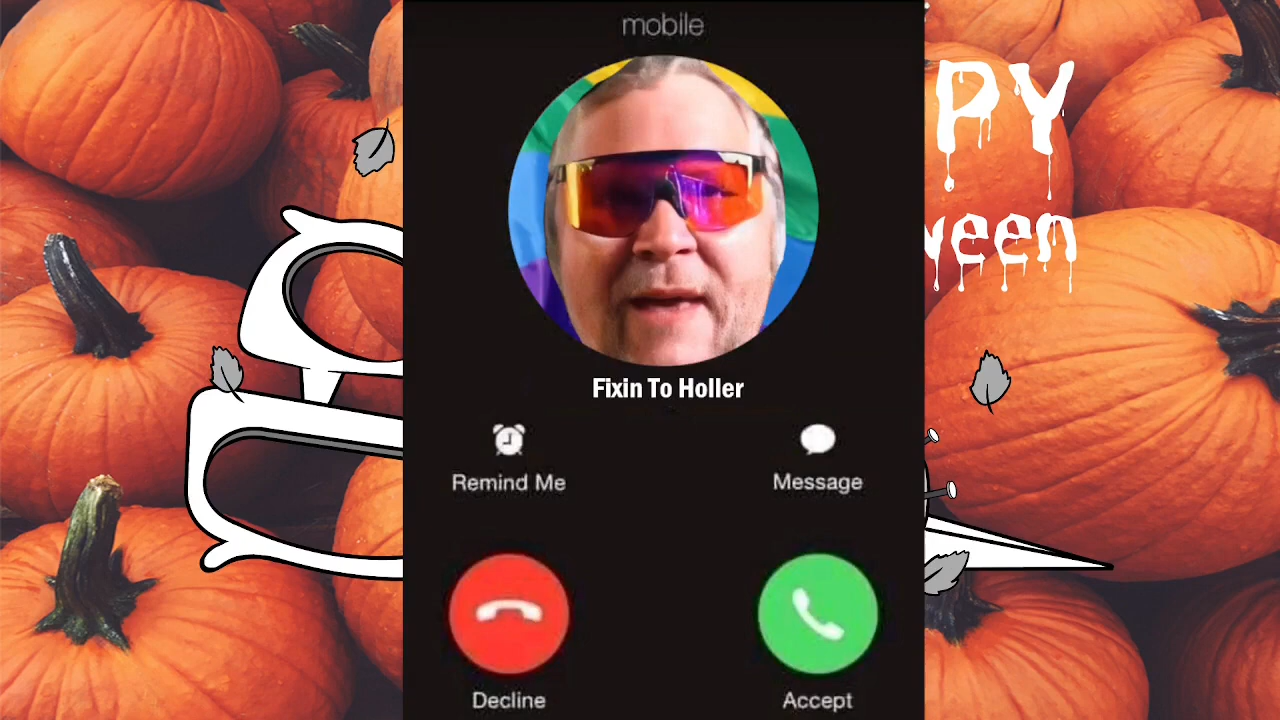 mobile
PY
ween
Fixin To Holler
Remind Me
Message
Decline
Accept